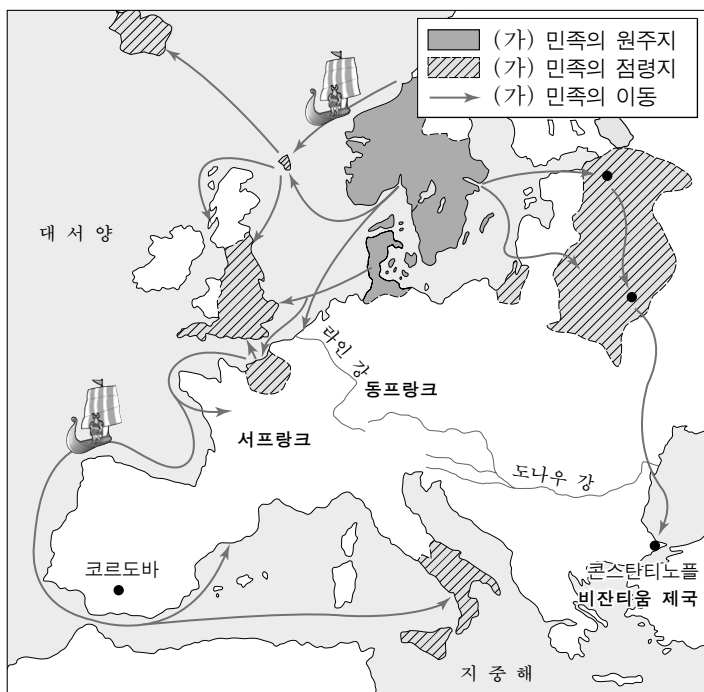 (가) 민족의 원주지
(가) 민족의 점령지
(가) 민족의 이동
대 서 양
라인 강
동프랑크
서프랑크
도나우 강
코르도바
콘스탄티노플
비잔티움 제국
지 중 해